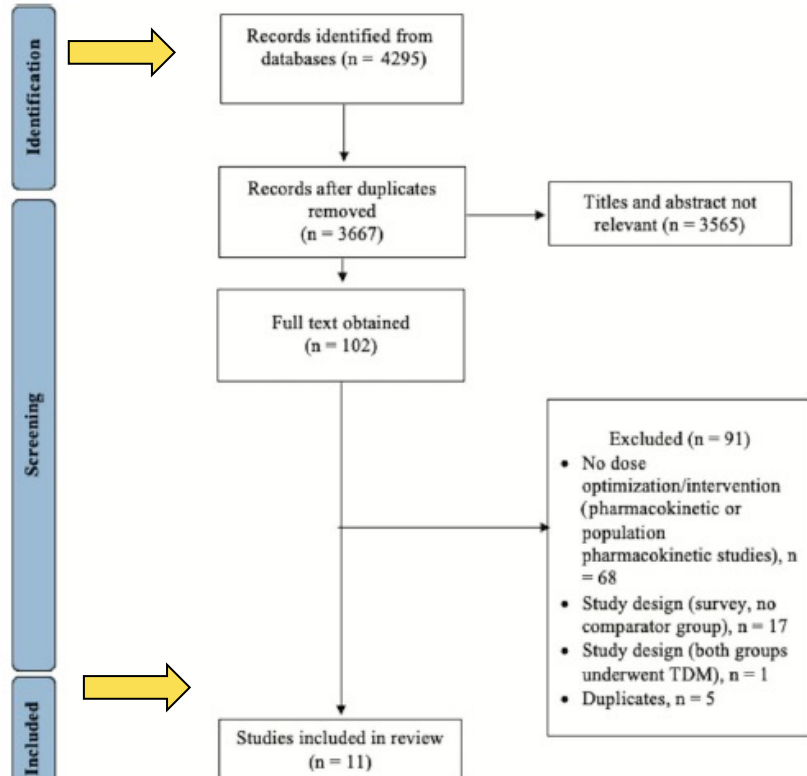 Identification
Records identified from
databases (n = 4295)
Records after duplicates
removed
(n = 3667)
Titles and abstract not
relevant (n = 3565)
Screening
Full text obtained
(n = 102)
Excluded (n = 91)
• No dose
optimization/intervention
(pharmacokinetic or
population
pharmacokinetic studies), n
= 68
• Study design (survey, no
comparator group), n = 17
• Study design (both groups
underwent TDM), n = 1
• Duplicates, n = 5
Included
Studies included in review
(n = 11)